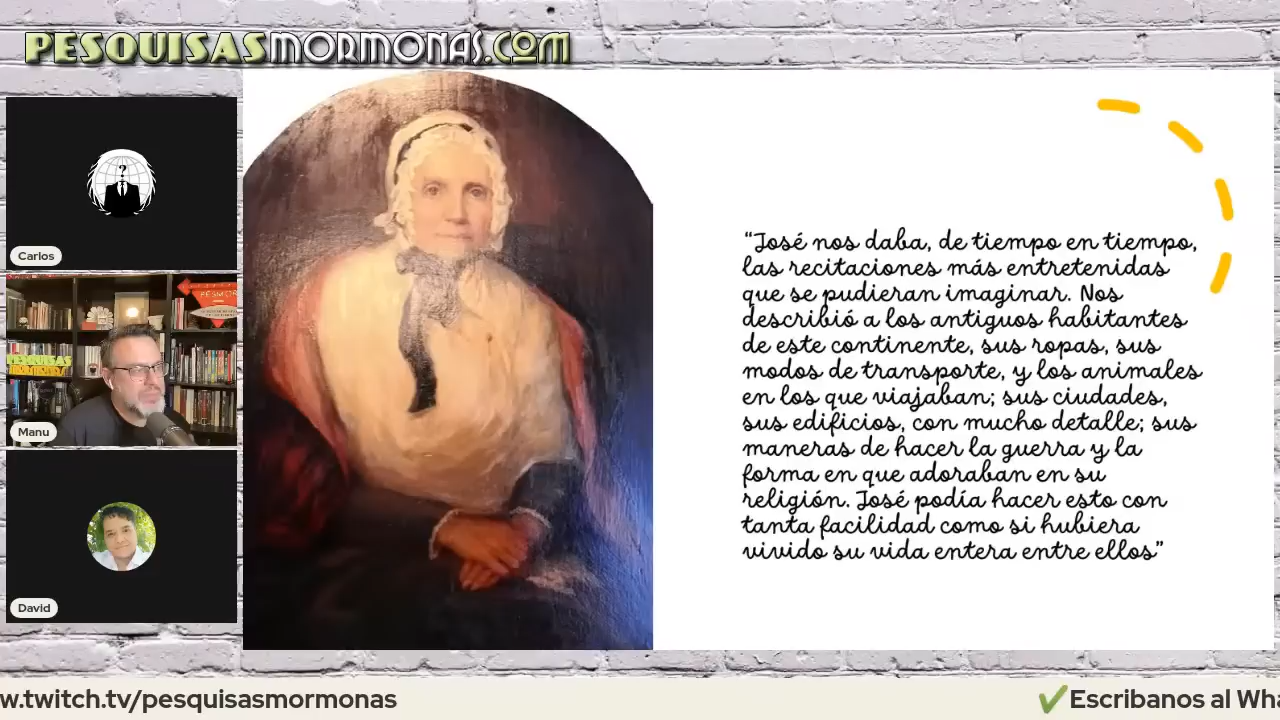 PESQUISASMORMONAS.COM
Carlos
Manu
David
“José nos daba, de tiempo en tiempo,
las recitaciones más entretenidas
que se pudieran imaginar. Nos
describió a los antiguos habitantes
de este continente, sus ropas, sus
modos de transporte, y los animales
en los que viajaban; sus ciudades,
sus edificios, con mucho detalle; sus
maneras de hacer la guerra y la
forma en que adoraban en su
religión. José podía hacer esto con
tanta facilidad como si hubiera
vivido su vida entera entre ellos”
w.twitch.tv/pesquisasmormonas
✔Escribanos al Wha